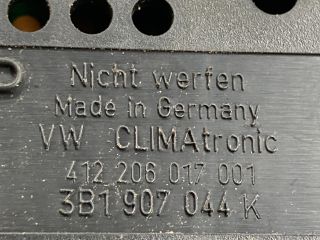 Nicht werfen
Made in Germany
VW CLIMAtronic
412 206 017 001
3B1 907 044 K